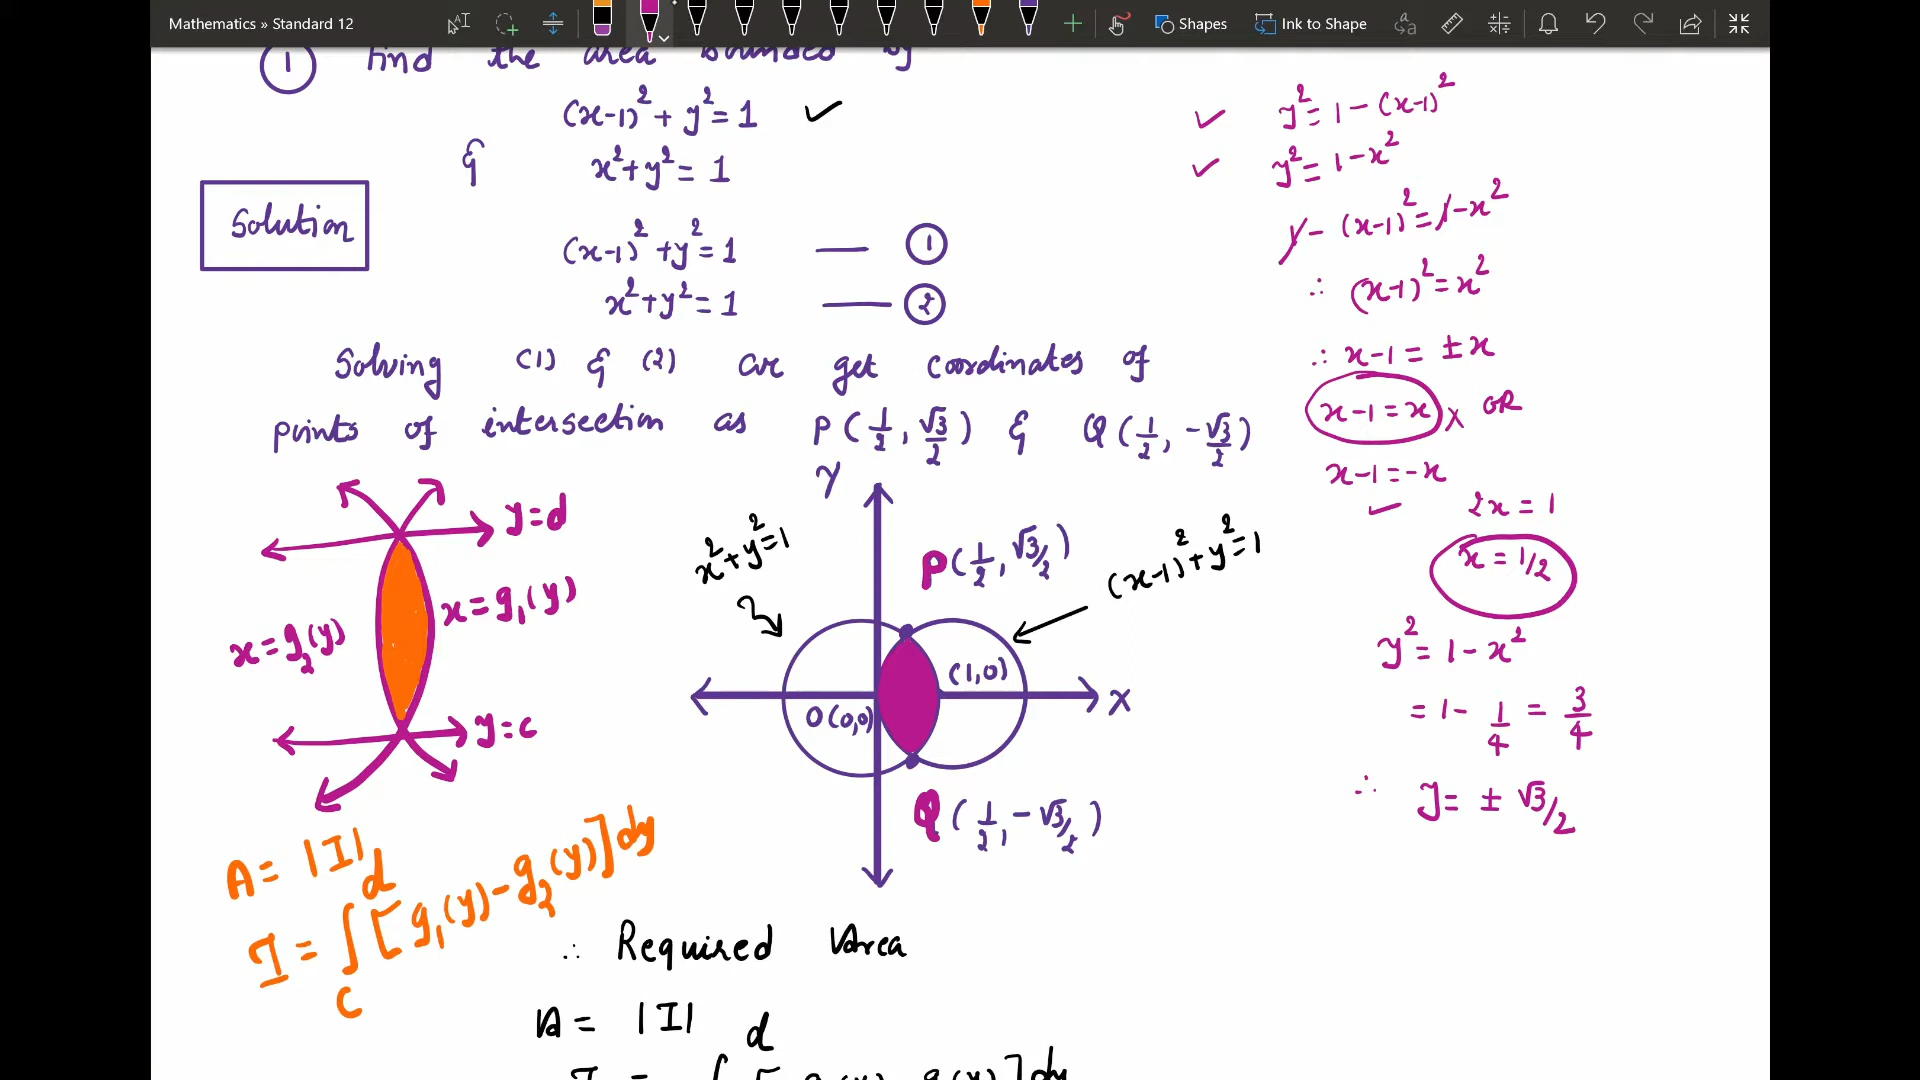 Mathematics » Standard 12
Shapes
Ink to Shape
① Find the area bounded by
(x-1)² + y² = 1 ✓
& x² + y² = 1
Solution
(x-1)² + y² = 1 — ①
x² + y² = 1 — ②
Solving (1) & (2) we get coordinates of
points of intersection as P(1/2, √3/2) & Q(1/2, -√3/2)
y=d
x=g₁(y)
x=g₂(y)
y=c
A = |I|
I = ∫_c^d [g₁(y) - g₂(y)] dy
Y
x² + y² = 1
P(1/2, √3/2)
(x-1)² + y² = 1
(1,0)
O(0,0)
X
Q(1/2, -√3/2)
∴ Required Area
A = |I|
d
✓ y² = 1 - (x-1)²
✓ y² = 1 - x²
1 - (x-1)² = 1 - x²
∴ (x-1)² = x²
∴ x-1 = ±x
x-1 = x X OR
x-1 = -x
✓ 2x = 1
x = 1/2
y² = 1 - x²
= 1 - 1/4 = 3/4
∴ y = ± √3/2